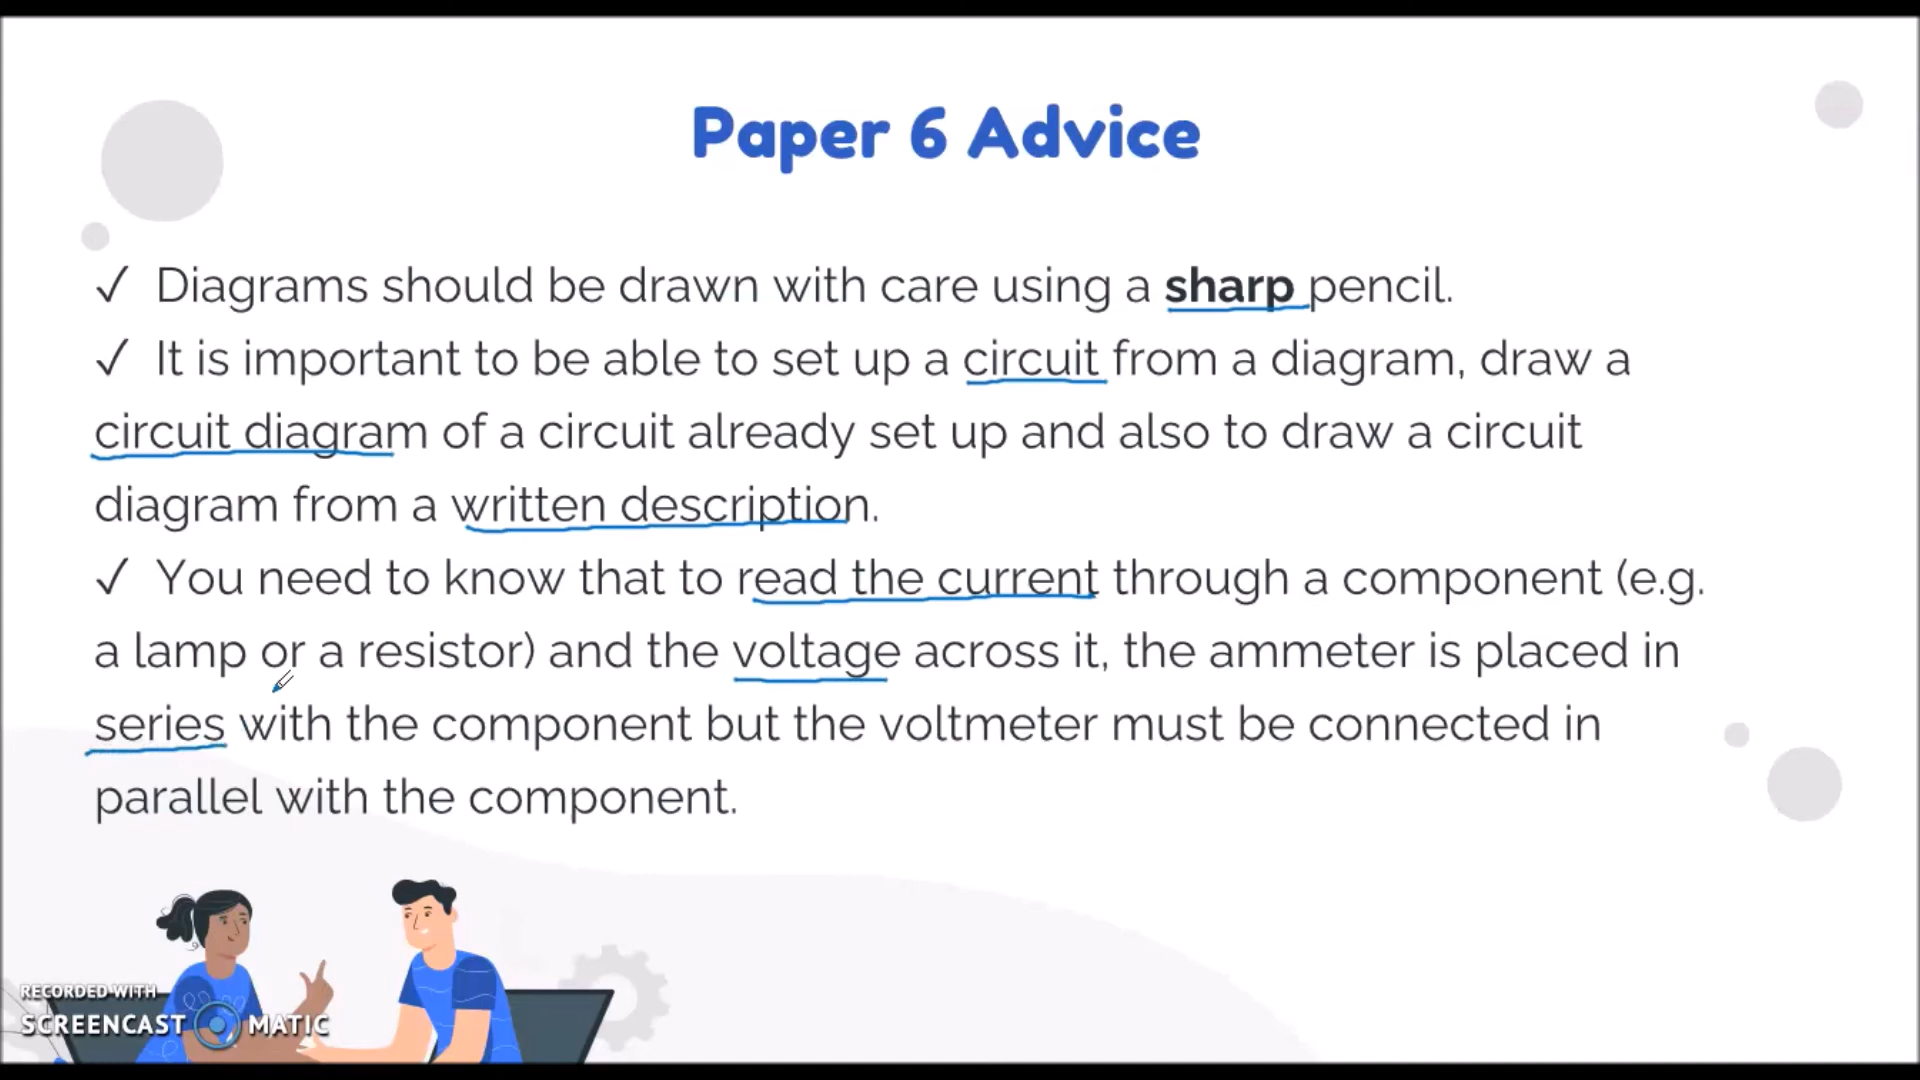 Paper 6 Advice
✓ Diagrams should be drawn with care using a sharp pencil.
✓ It is important to be able to set up a circuit from a diagram, draw a
circuit diagram of a circuit already set up and also to draw a circuit
diagram from a written description.
✓ You need to know that to read the current through a component (e.g.
a lamp or a resistor) and the voltage across it, the ammeter is placed in
series with the component but the voltmeter must be connected in
parallel with the component.
RECORDED WITH
SCREENCAST MATIC